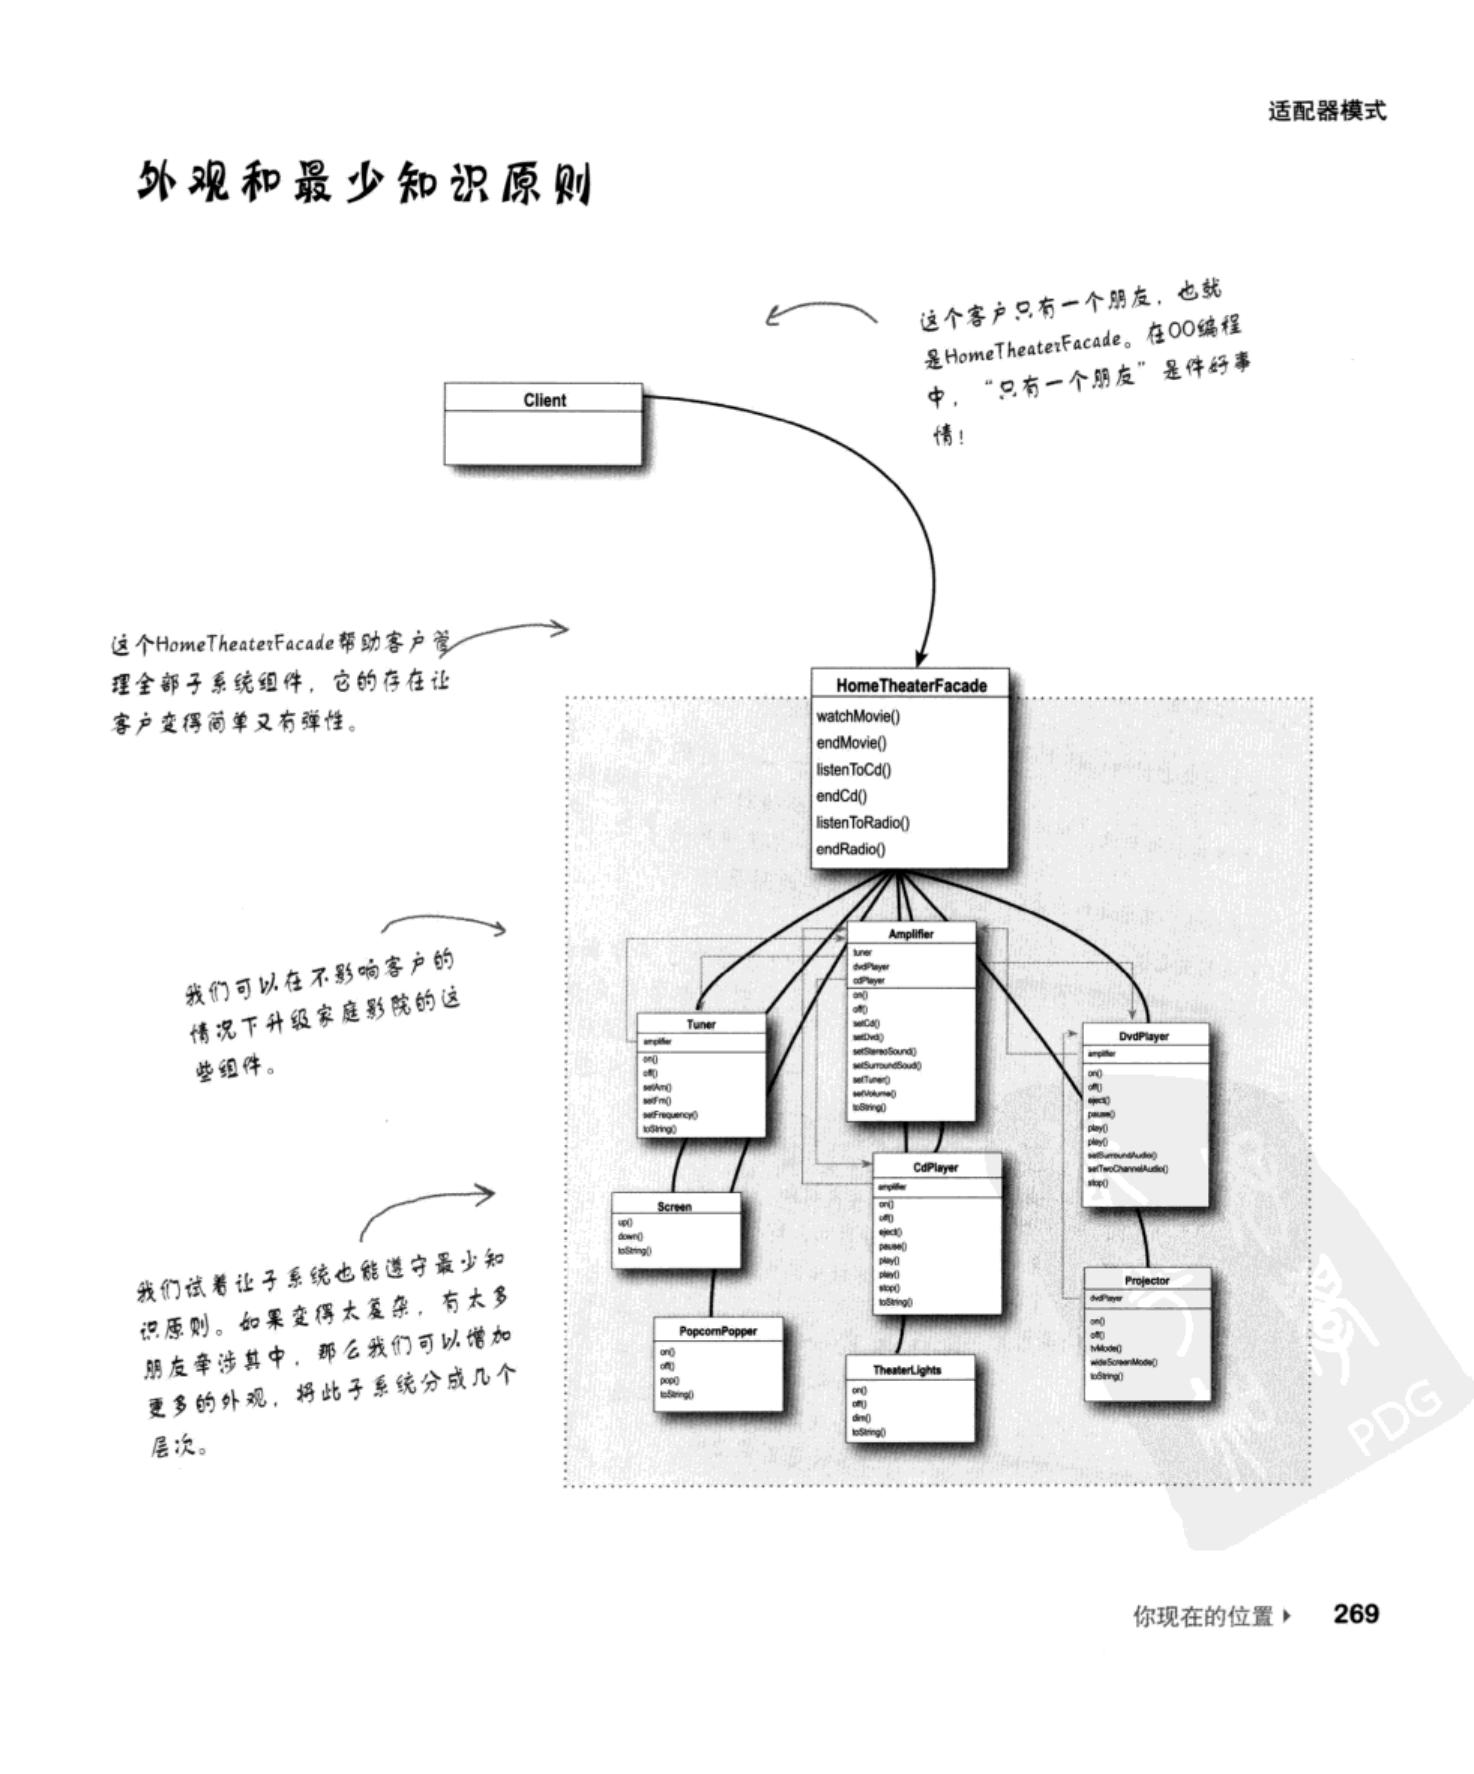 适配器模式
外观和最少知识原则
这个客户只有一个朋友，也就
是HomeTheaterFacade。在OO编程
中，“只有一个朋友”是件好事
情！
Client
这个HomeTheaterFacade帮助客户管
理全部子系统组件，它的存在让
客户变得简单又有弹性。
HomeTheaterFacade
watchMovie()
endMovie()
listenToCd()
endCd()
listenToRadio()
endRadio()
我们可以在不影响客户的
情况下升级家庭影院的这
些组件。
Amplifier
tuner
dvdPlayer
cdPlayer
on()
off()
setCd()
setDvd()
setStereoSound()
setSurroundSoud()
setTuner()
setVolume()
toString()
Tuner
amplifier
on()
off()
setAm()
setFm()
setFrequency()
toString()
DvdPlayer
amplifier
on()
off()
eject()
pause()
play()
play()
setSurroundAudio()
setTwoChannelAudio()
stop()
CdPlayer
amplifier
on()
off()
eject()
pause()
play()
play()
stop()
toString()
Screen
up()
down()
toString()
我们试着让子系统也能遵守最少知
识原则。如果变得太复杂，有太多
朋友牵涉其中，那么我们可以增加
更多的外观，将此子系统分成几个
层次。
PopcornPopper
on()
off()
pop()
toString()
TheaterLights
on()
off()
dim()
toString()
Projector
dvdPlayer
on()
off()
tvMode()
wideScreenMode()
toString()
PDG
你现在的位置 ▸ 269